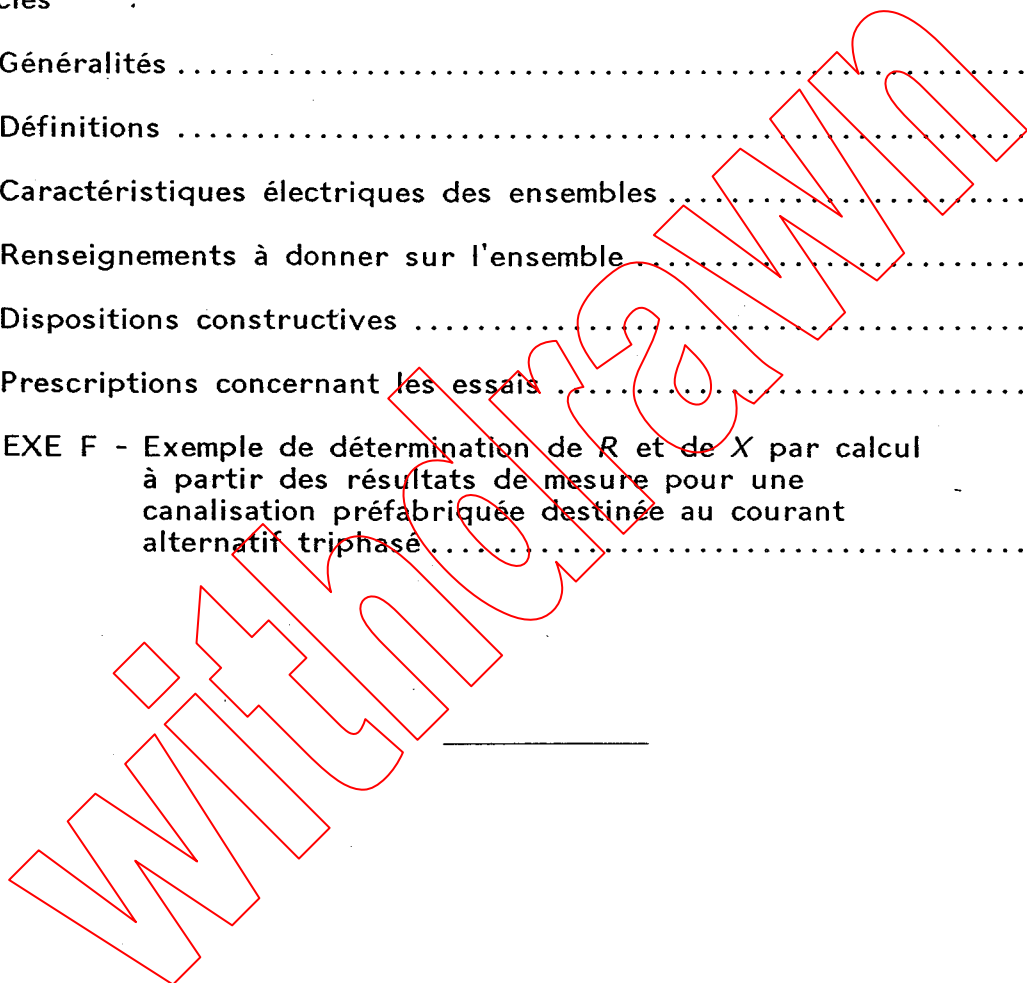 Généralités ........................................................
Définitions ........................................................
Caractéristiques électriques des ensembles .......................
Renseignements à donner sur l'ensemble .........................
Dispositions constructives .......................................
Prescriptions concernant les essais ..............................
EXE F - Exemple de détermination de R et de X par calcul
à partir des résultats de mesure pour une
canalisation préfabriquée destinée au courant
alternatif triphasé ......................................
withdrawn